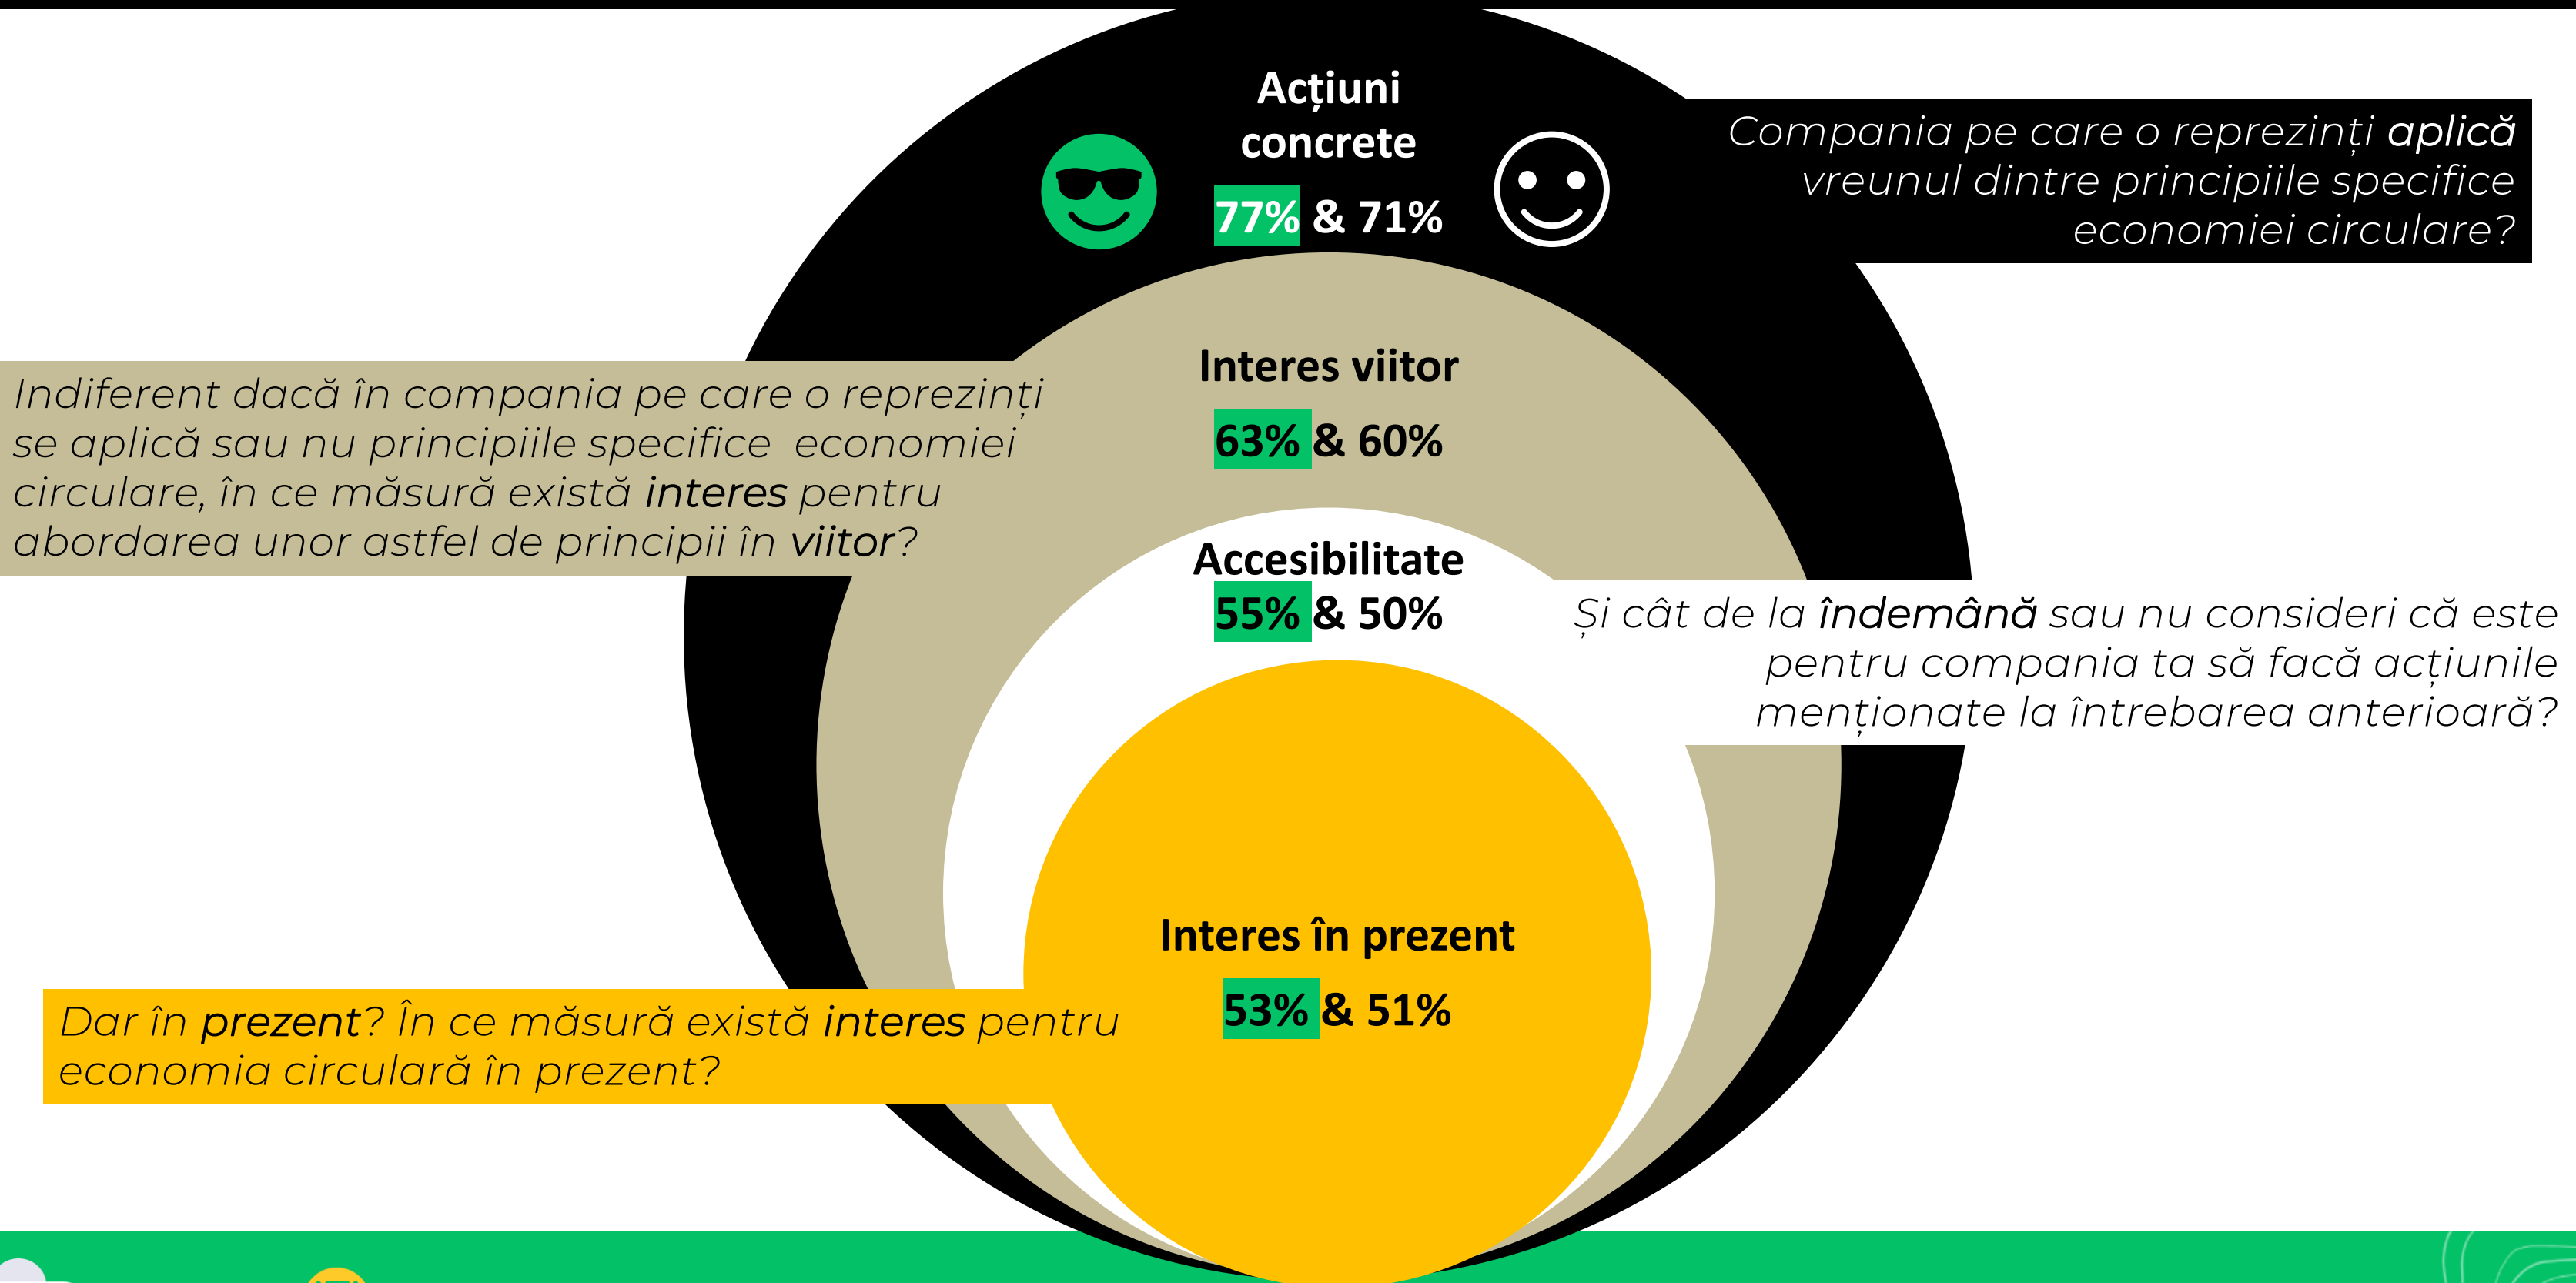 Acțiuni
concrete
77% & 71%
Compania pe care o reprezinți aplică
vreunul dintre principiile specifice
economiei circulare?
Interes viitor
63% & 60%
Indiferent dacă în compania pe care o reprezinți
se aplică sau nu principiile specifice economiei
circulare, în ce măsură există interes pentru
abordarea unor astfel de principii în viitor?
Accesibilitate
55% & 50%
Și cât de la îndemână sau nu consideri că este
pentru compania ta să facă acțiunile
menționate la întrebarea anterioară?
Interes în prezent
53% & 51%
Dar în prezent? În ce măsură există interes pentru
economia circulară în prezent?